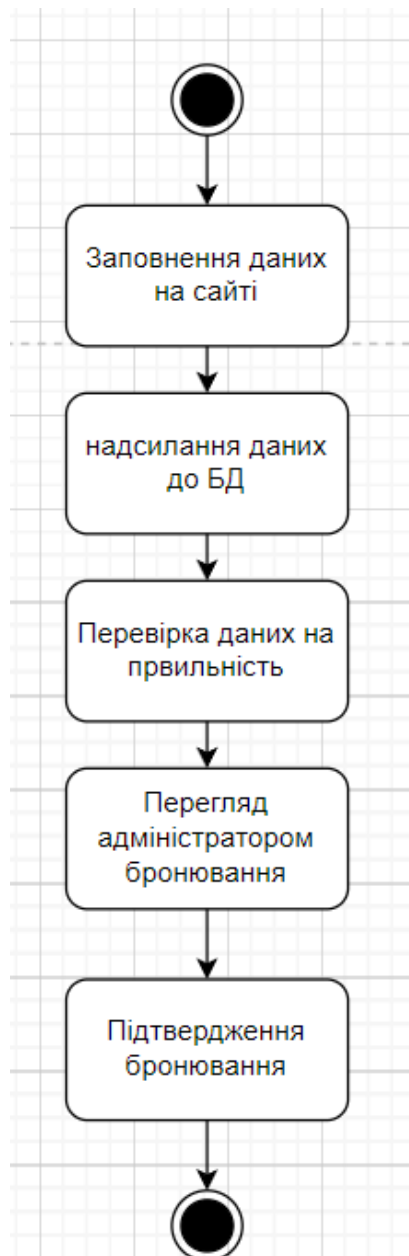 Заповнення даних
на сайті
надсилання даних
до БД
Перевірка даних на
првильність
Перегляд
адміністратором
бронювання
Підтвердження
бронювання